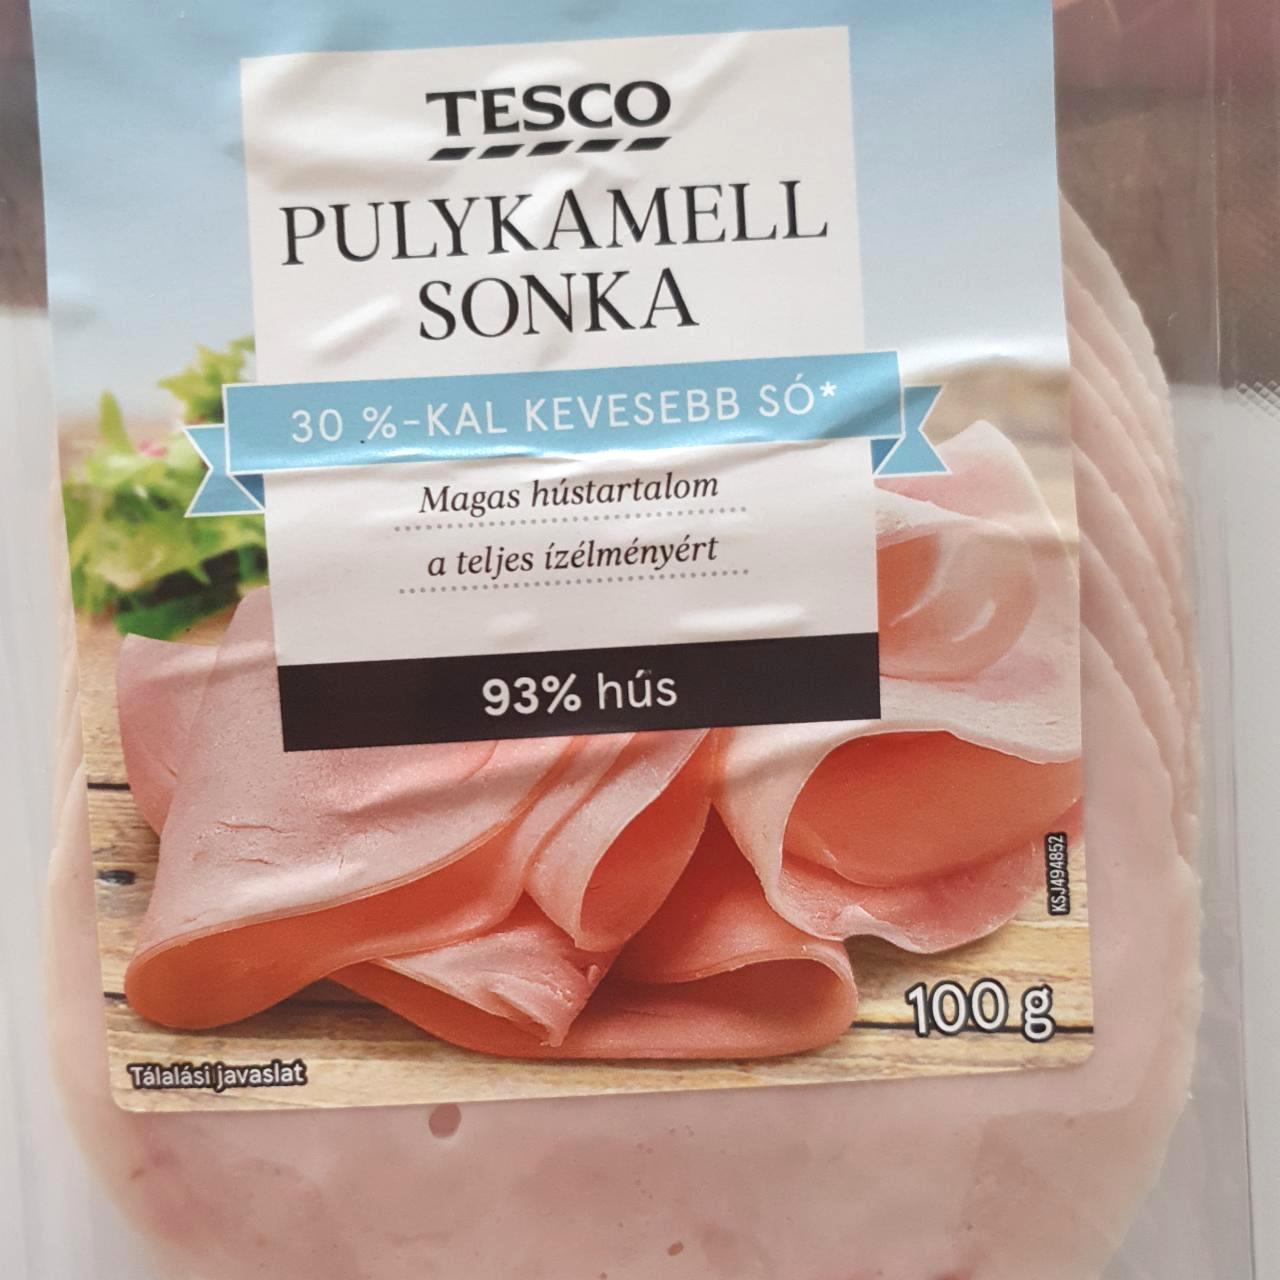 TESCO
PULYKAMELL
SONKA
30 %-KAL KEVESEBB SÓ*
Magas hústartalom
a teljes ízélményért
93% hús
KSJ494852
100 g
Tálalási javaslat